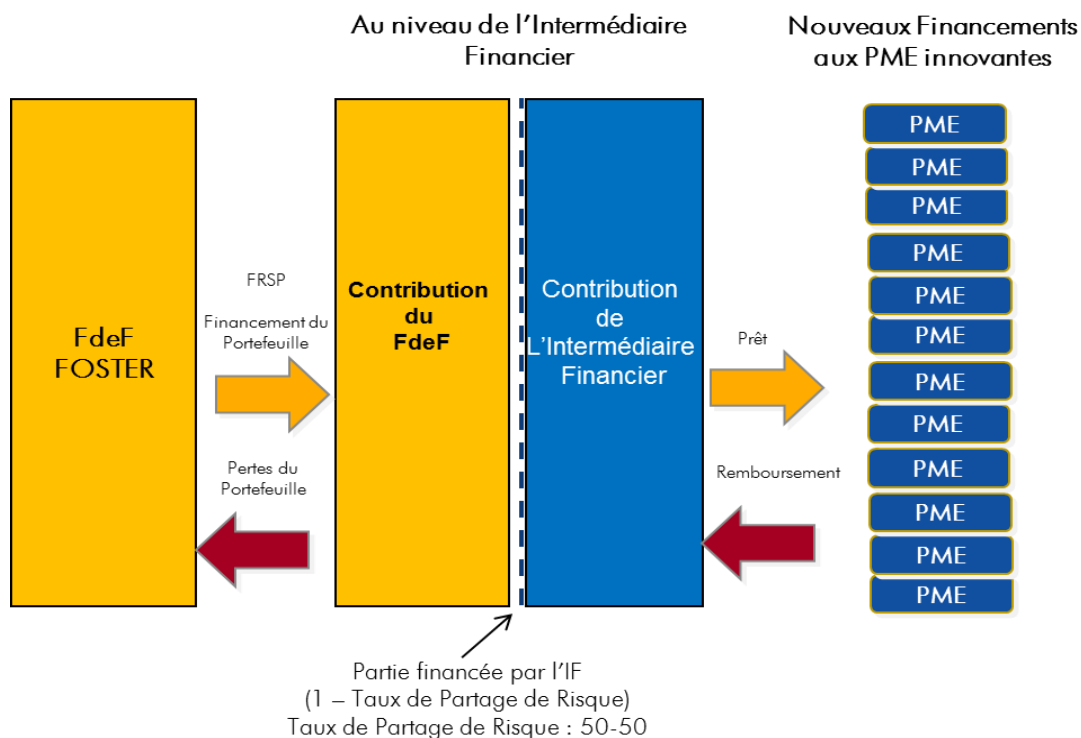 Au niveau de l'Intermédiaire
Financier
Nouveaux Financements
aux PME innovantes
FdeF
FOSTER
FRSP
Financement du
Portefeuille
Pertes du
Portefeuille
Contribution
du
FdeF
Contribution
de
L'Intermédiaire
Financier
Prêt
Remboursement
PME
PME
PME
PME
PME
PME
PME
PME
PME
PME
PME
PME
Partie financée par l'IF
(1 – Taux de Partage de Risque)
Taux de Partage de Risque : 50-50